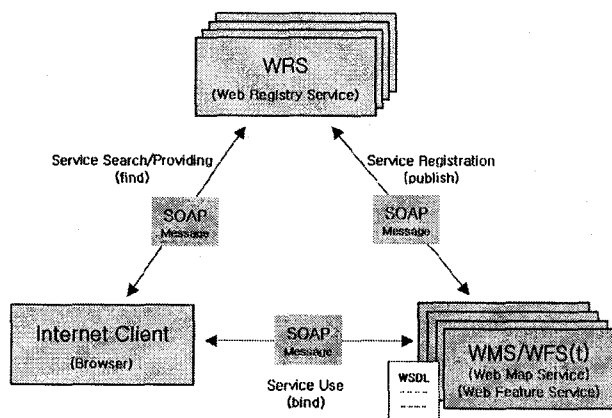 WRS
(Web Registry Service)
Service Search/Providing
(find)
Service Registration
(publish)
SOAP
Message
SOAP
Message
Internet Client
(Browser)
SOAP
Message
Service Use
(bind)
WSDL
WMS/WFS(t)
(Web Map Service)
(Web Feature Service)